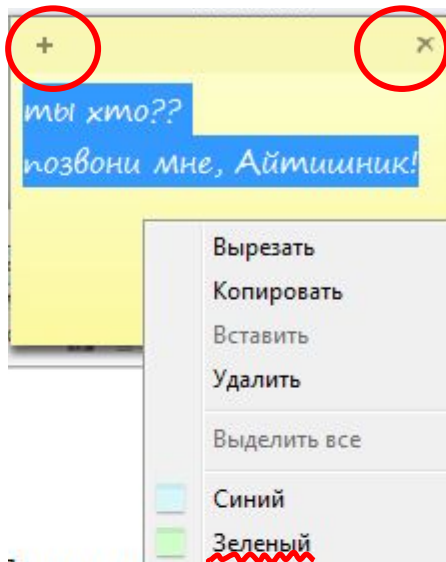 ты хто??
позвони мне, Айтишник!
Вырезать
Копировать
Вставить
Удалить
Выделить все
Синий
Зеленый